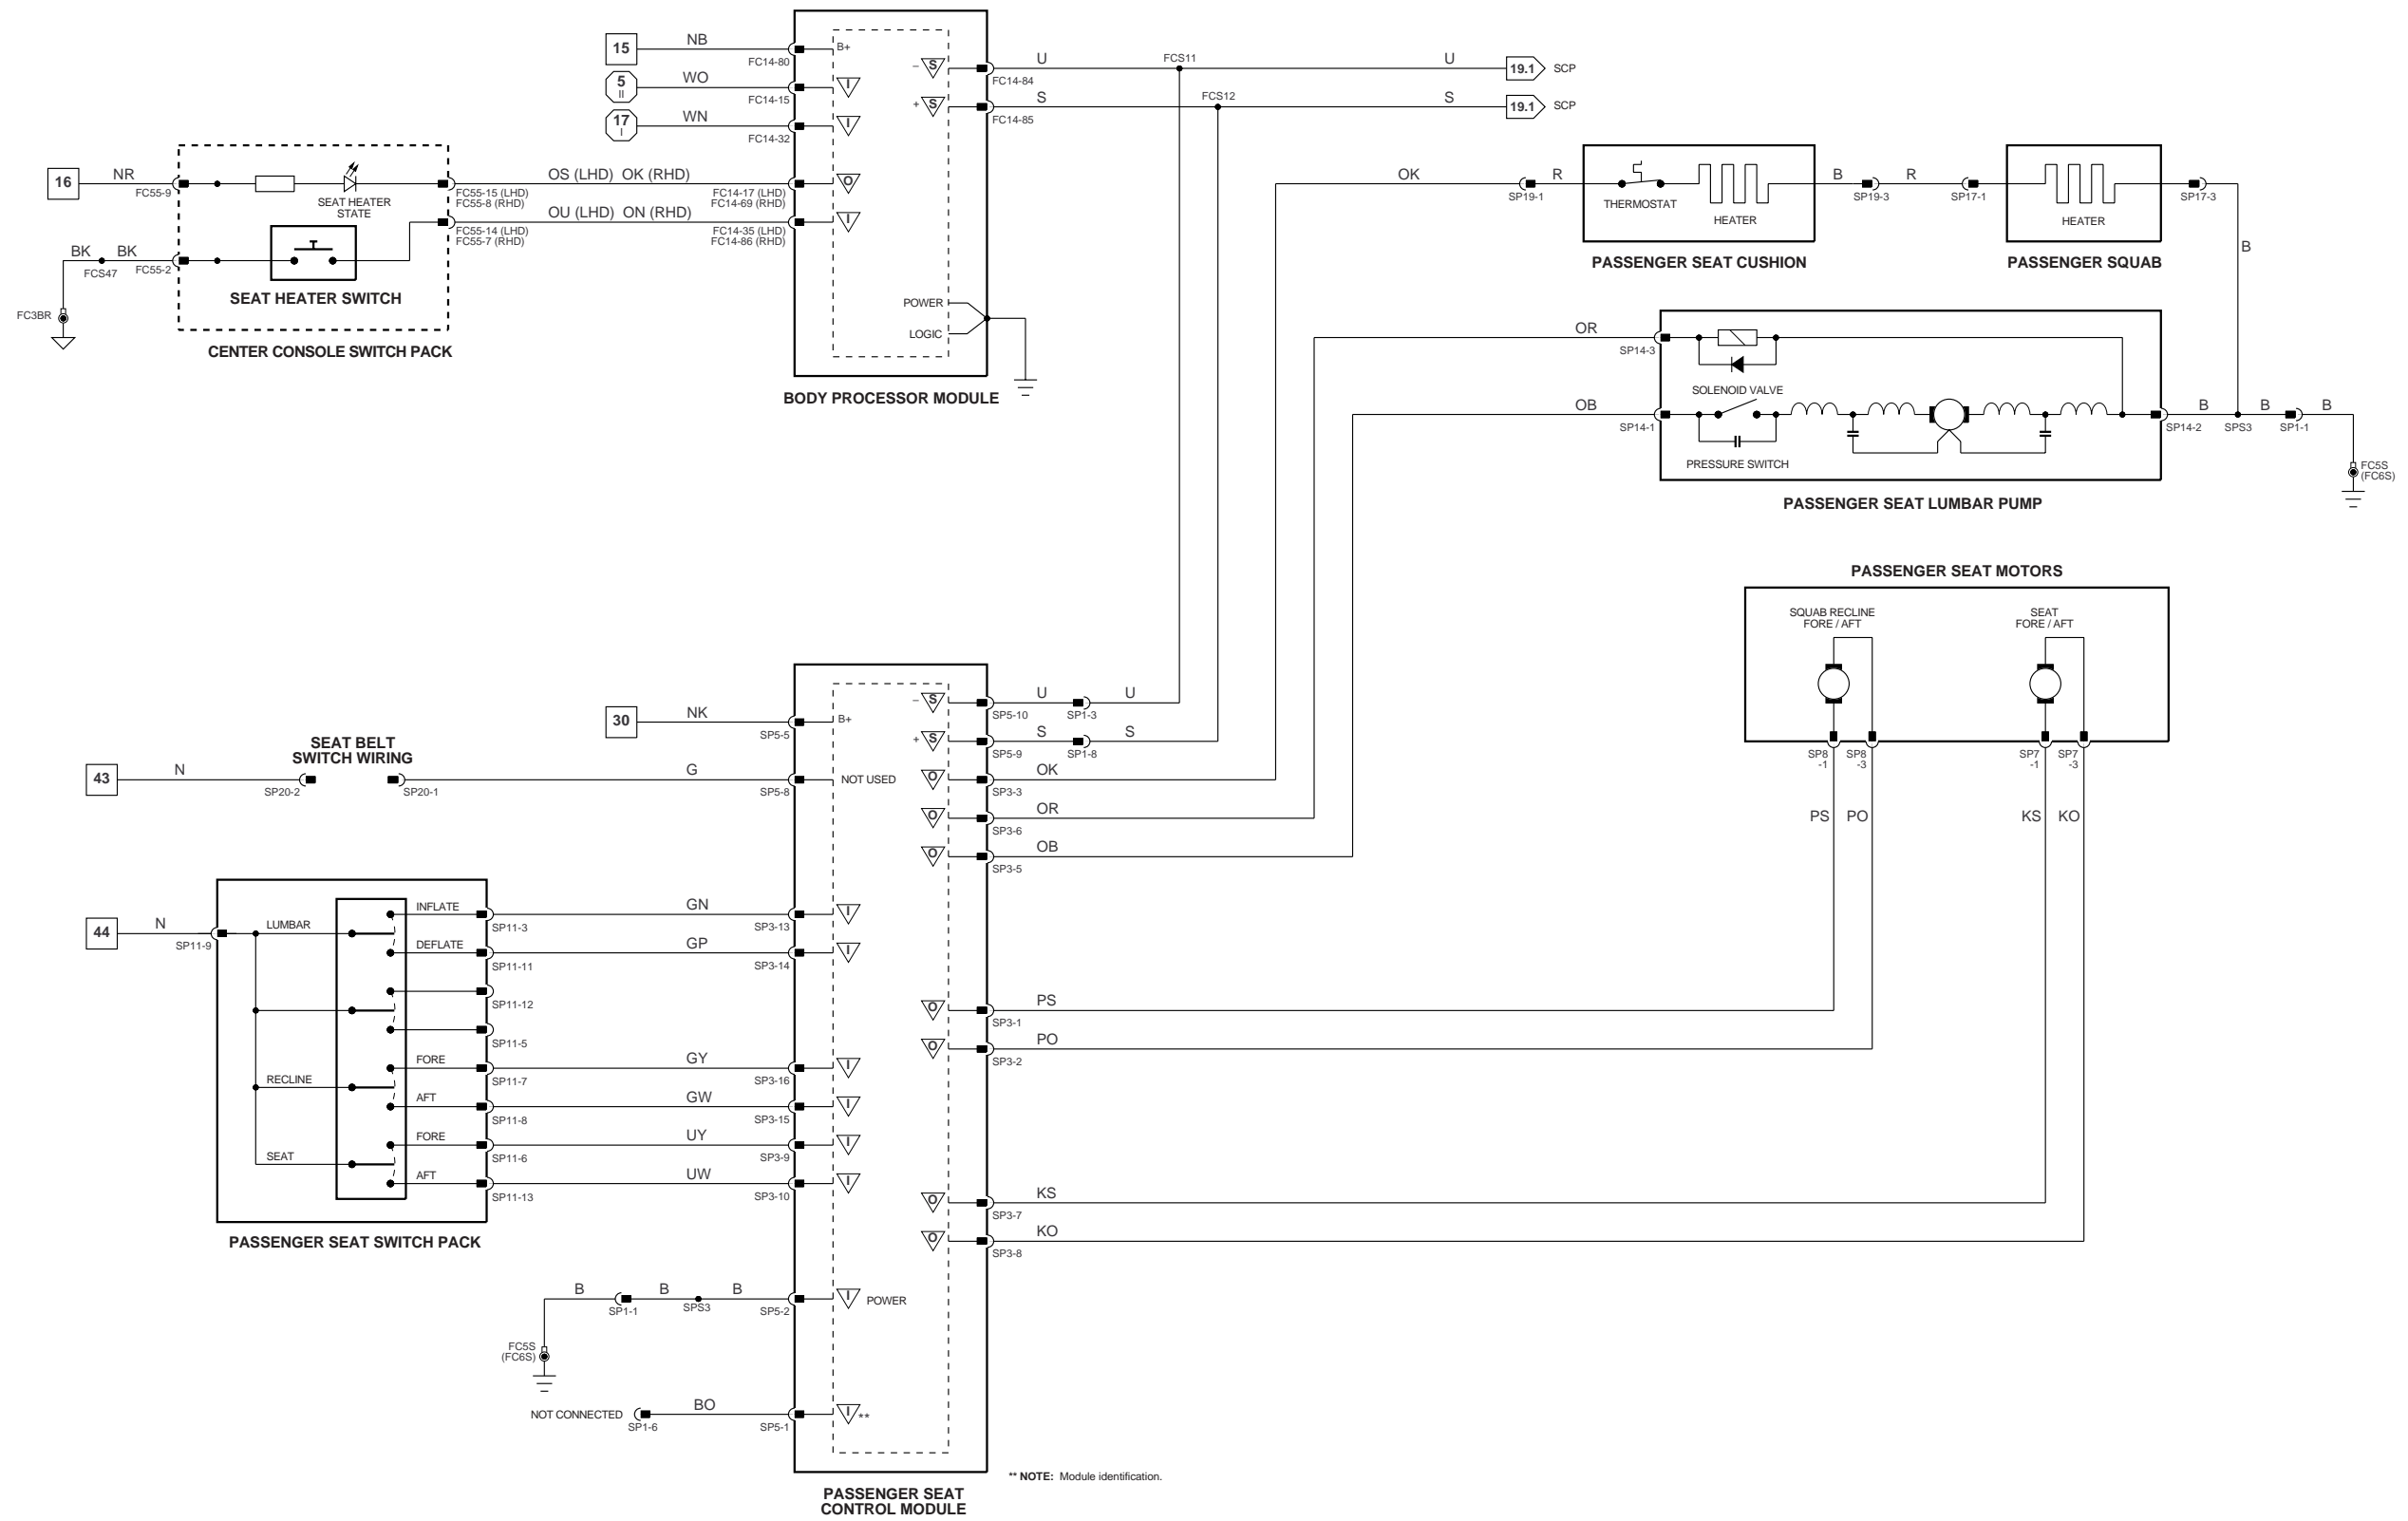 15
NB
FC14-80
B+
5
II
WO
FC14-15
17
I
WN
FC14-32
– S
FC14-84
U
FCS11
U
19.1
SCP
+ S
FC14-85
S
FCS12
S
19.1
SCP
I
I
16
NR
FC55-9
SEAT HEATER
STATE
FC55-15 (LHD)
FC55-8 (RHD)
OS (LHD) OK (RHD)
FC14-17 (LHD)
FC14-69 (RHD)
O
OU (LHD) ON (RHD)
FC55-14 (LHD)
FC55-7 (RHD)
FC14-35 (LHD)
FC14-86 (RHD)
I
BK
BK
FCS47
FC55-2
FC3BR
SEAT HEATER SWITCH
CENTER CONSOLE SWITCH PACK
POWER
LOGIC
BODY PROCESSOR MODULE
OK
SP19-1
R
THERMOSTAT
HEATER
B
SP19-3
R
SP17-1
HEATER
SP17-3
B
PASSENGER SEAT CUSHION
PASSENGER SQUAB
OR
SP14-3
SOLENOID VALVE
OB
SP14-1
PRESSURE SWITCH
SP14-2
B
SPS3
B
SP1-1
B
FC5S
(FC6S)
PASSENGER SEAT LUMBAR PUMP
PASSENGER SEAT MOTORS
SQUAB RECLINE
FORE / AFT
SEAT
FORE / AFT
SP8
-1
SP8
-3
SP7
-1
SP7
-3
PS
PO
KS
KO
30
NK
SP5-5
B+
– S
SP5-10
U
SP1-3
U
+ S
SP5-9
S
SP1-8
S
SEAT BELT
SWITCH WIRING
43
N
SP20-2
SP20-1
G
SP5-8
NOT USED
O
SP3-3
OK
O
SP3-6
OR
O
SP3-5
OB
44
N
SP11-9
LUMBAR
INFLATE
SP11-3
GN
SP3-13
I
DEFLATE
SP11-11
GP
SP3-14
I
SP11-12
SP11-5
O
SP3-1
PS
O
SP3-2
PO
RECLINE
FORE
SP11-7
GY
SP3-16
I
AFT
SP11-8
GW
SP3-15
I
SEAT
FORE
SP11-6
UY
SP3-9
I
AFT
SP11-13
UW
SP3-10
I
O
SP3-7
KS
O
SP3-8
KO
PASSENGER SEAT SWITCH PACK
B
SP1-1
B
SPS3
B
SP5-2
I
POWER
FC5S
(FC6S)
NOT CONNECTED
SP1-6
BO
SP5-1
I
**
** NOTE: Module identification.
PASSENGER SEAT
CONTROL MODULE